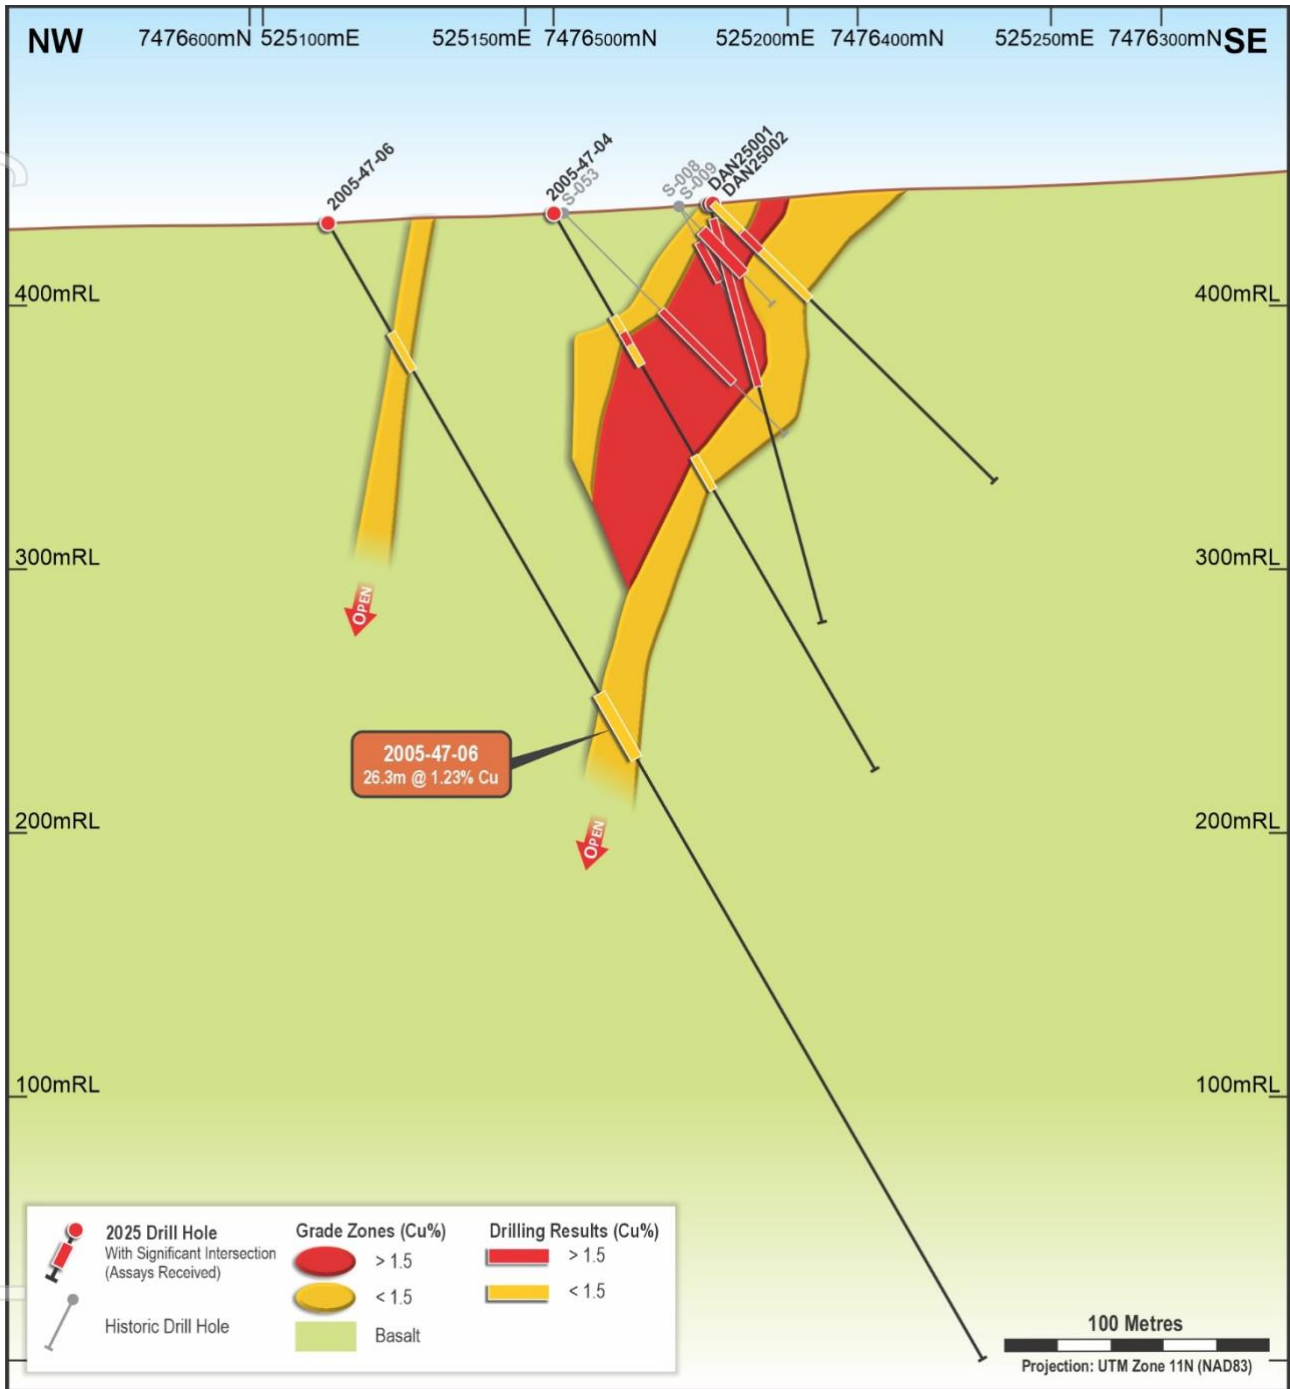 NW
7476600mN 525100mE
525150mE 7476500mN
525200mE 7476400mN
525250mE 7476300mN
SE
2005-47-06
2005-47-04
S-053
S-008
S-009
DAN25001
DAN25002
400mRL
400mRL
300mRL
300mRL
OPEN
2005-47-06
26.3m @ 1.23% Cu
200mRL
200mRL
OPEN
100mRL
100mRL
2025 Drill Hole
With Significant Intersection
(Assays Received)
Historic Drill Hole
Grade Zones (Cu%)
> 1.5
< 1.5
Basalt
Drilling Results (Cu%)
> 1.5
< 1.5
100 Metres
Projection: UTM Zone 11N (NAD83)